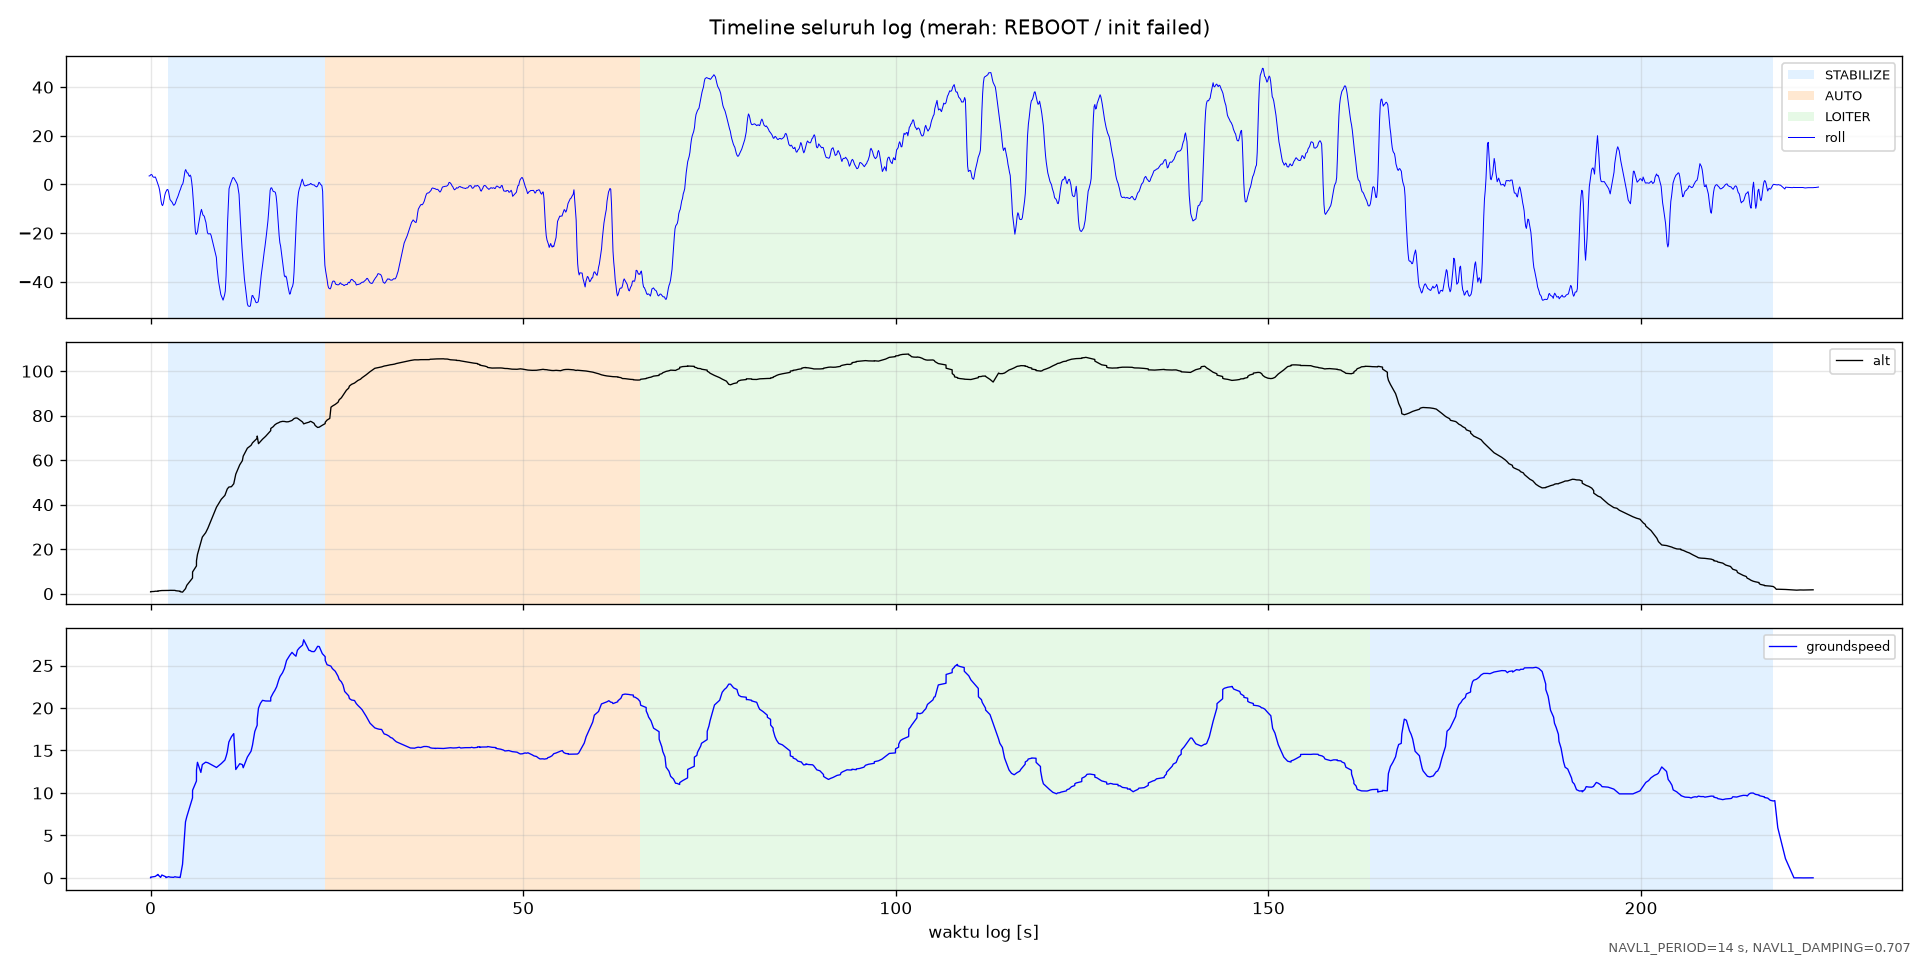 Timeline seluruh log (merah: REBOOT / init failed)
40
20
0
−20
−40
STABILIZE
AUTO
LOITER
roll
100
80
60
40
20
0
alt
25
20
15
10
5
0
groundspeed
0 50 100 150 200
waktu log [s]
NAVL1_PERIOD=14 s, NAVL1_DAMPING=0.707